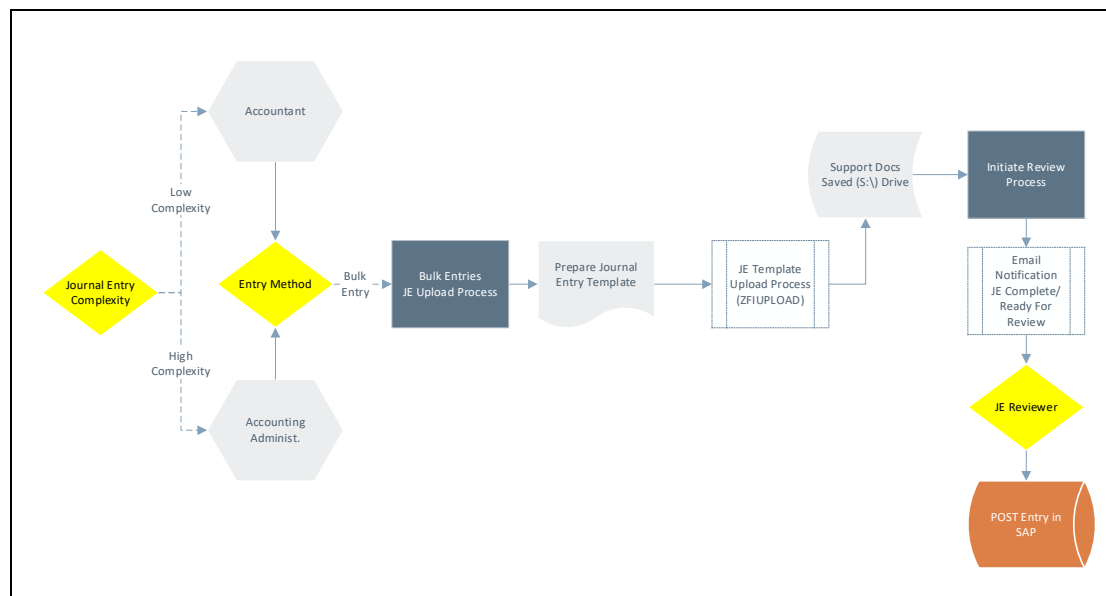 Accountant
Low
Complexity
Journal Entry
Complexity
High
Complexity
Accounting
Administ.
Entry Method
Bulk
Entry
Bulk Entries
JE Upload Process
Prepare Journal
Entry Template
JE Template
Upload Process
(ZFIUPLOAD)
Support Docs
Saved (S:\) Drive
Initiate Review
Process
Email
Notification
JE Complete/
Ready For
Review
JE Reviewer
POST Entry in
SAP